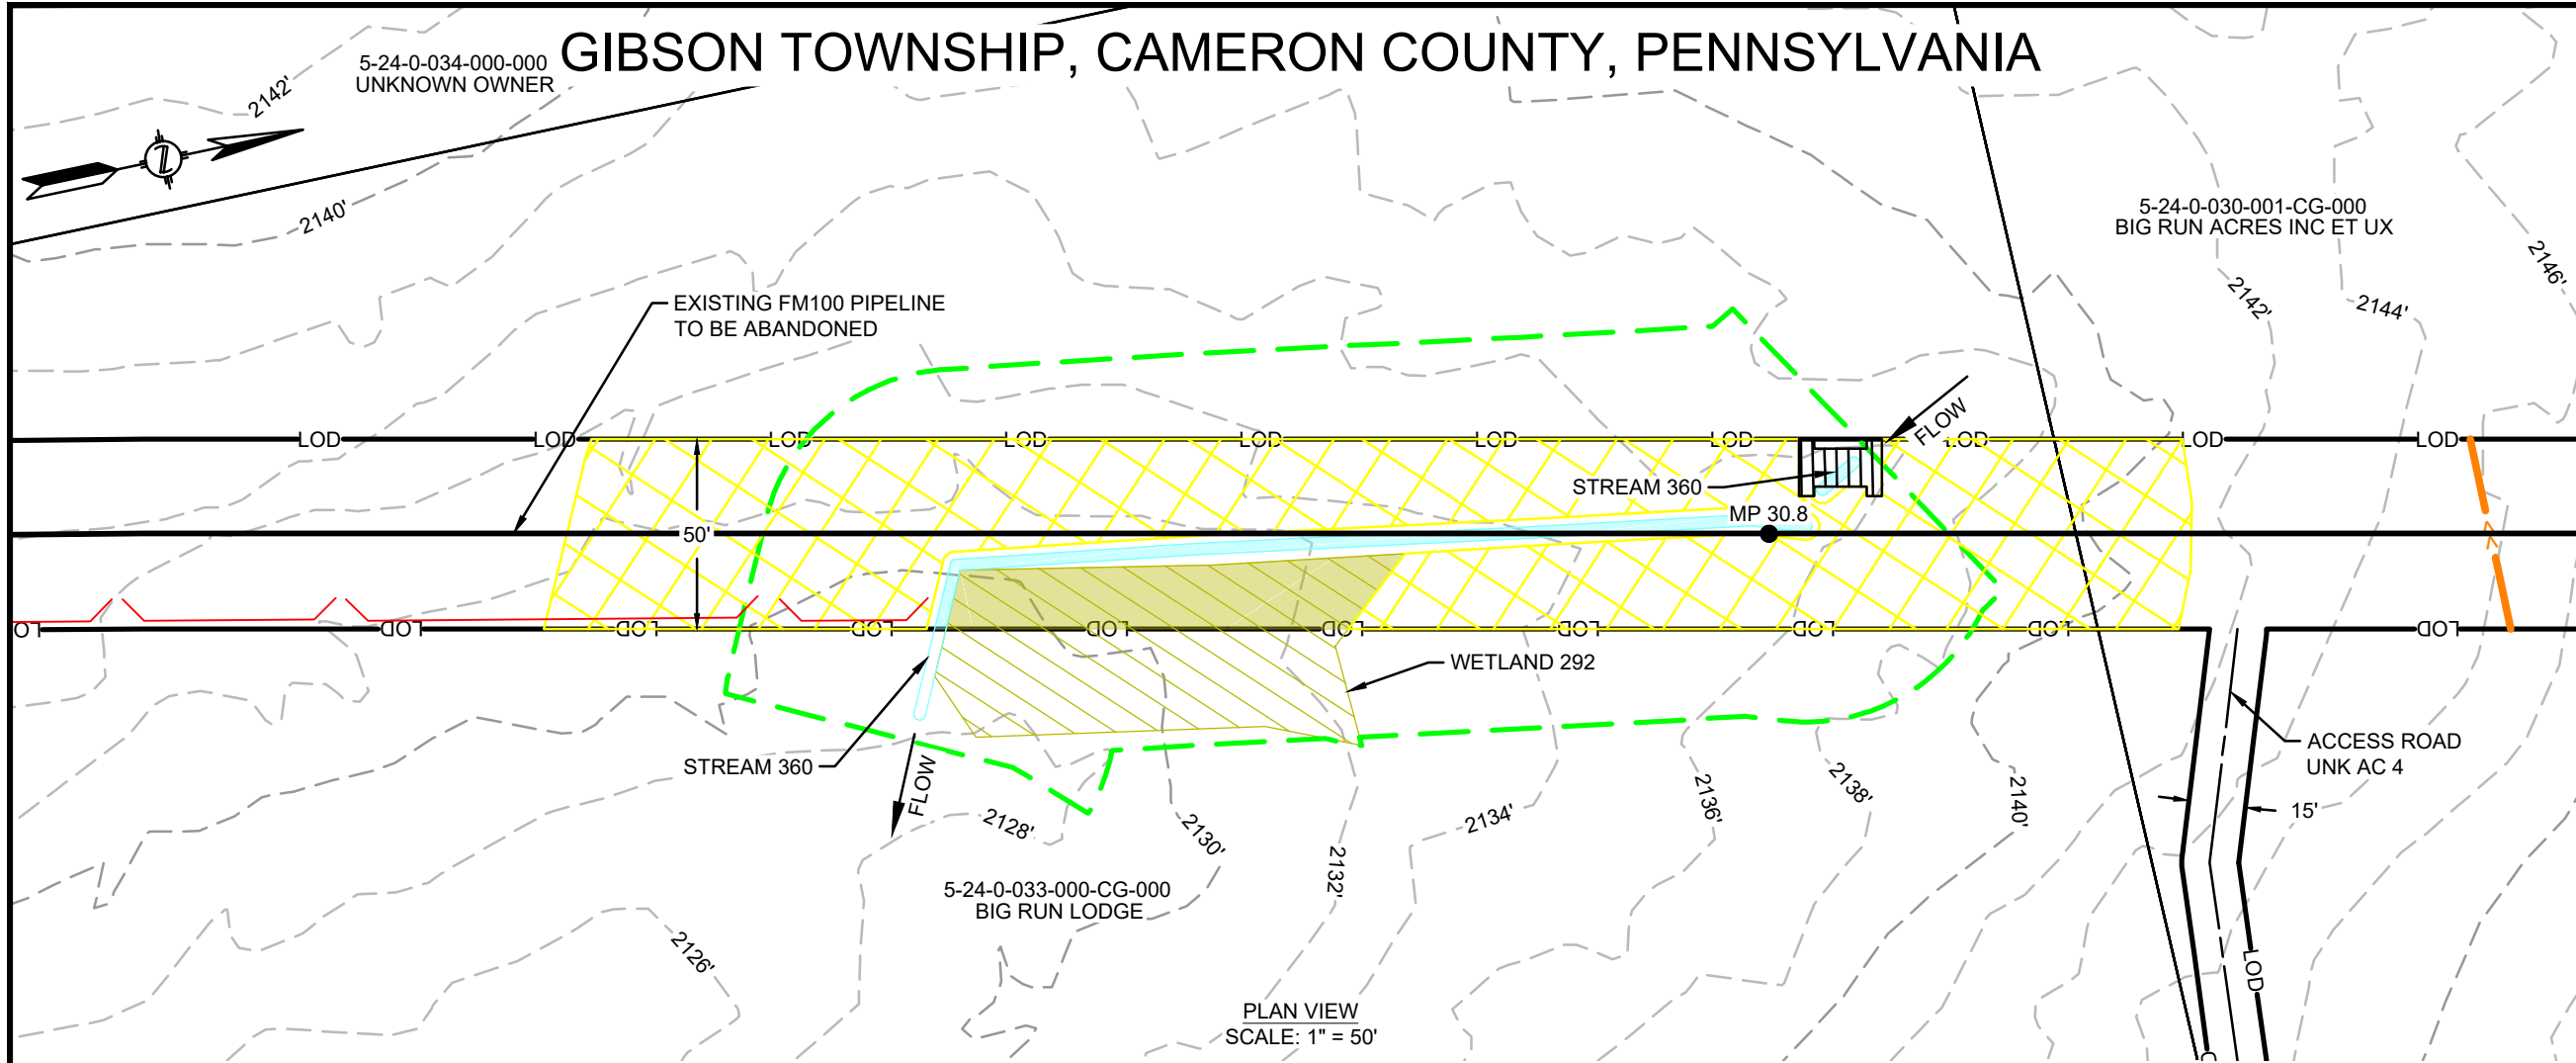 GIBSON TOWNSHIP, CAMERON COUNTY, PENNSYLVANIA
5-24-0-034-000-000
UNKNOWN OWNER
2142'
2140'
5-24-0-030-001-CG-000
BIG RUN ACRES INC ET UX
2146'
2142'
2144'
EXISTING FM100 PIPELINE
TO BE ABANDONED
FLOW
LOD
LOD
LOD
LOD
LOD
LOD
LOD
LOD
LOD
LOD
STREAM 360
MP 30.8
50'
LOD
LOD
LOD
LOD
LOD
LOD
LOD
LOD
LOD
LOD
WETLAND 292
STREAM 360
FLOW
ACCESS ROAD
UNK AC 4
15'
2128'
2130'
2132'
2134'
2136'
2138'
2140'
5-24-0-033-000-CG-000
BIG RUN LODGE
2126'
LOD
PLAN VIEW
SCALE: 1" = 50'